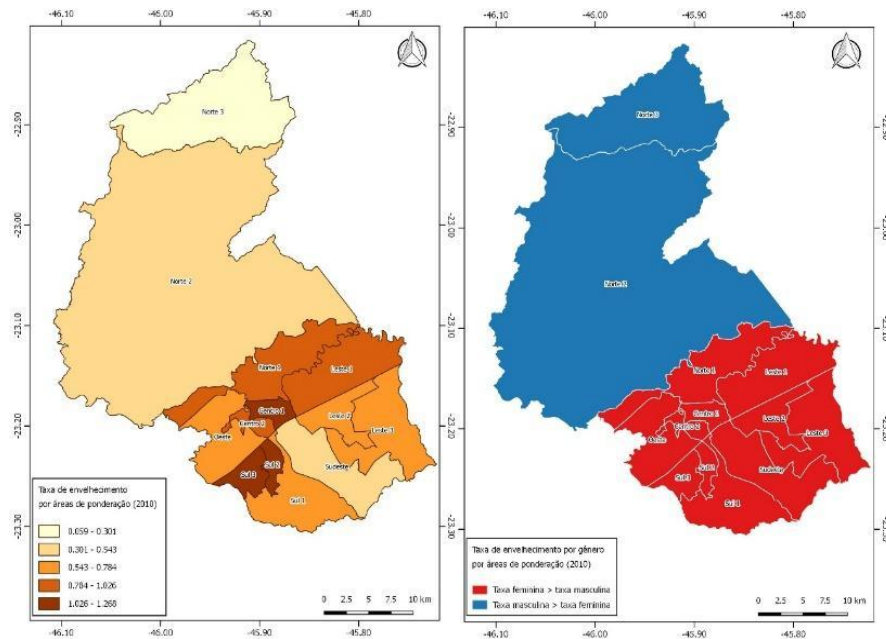 -46.10
-45.00
-45.90
-45.80
-22.90
-23.00
-23.10
-23.20
-23.30
Norte 3
Norte 2
Norte 1
Leste 1
Centro 1
Centro 2
Leste 2
Leste 3
Oeste
Sudeste
Sul 2
Sul 3
Sul 1
Taxa de envelhecimento
por áreas de ponderação (2010)
0.059 - 0.301
0.301 - 0.543
0.543 - 0.784
0.784 - 1.026
1.026 - 1.268
0 2.5 5 7.5 10 km
-46.10
-45.00
-45.90
-45.80
-46.10
-45.00
-45.90
-45.80
-22.90
-23.00
-23.10
-23.20
-23.30
Norte 3
Norte 2
Norte 1
Leste 1
Centro 1
Centro 2
Leste 2
Leste 3
Oeste
Sudeste
Sul 2
Sul 3
Sul 1
Taxa de envelhecimento por gênero
por áreas de ponderação (2010)
Taxa feminina > taxa masculina
Taxa masculina > taxa feminina
0 2.5 5 7.5 10 km
-46.10
-45.00
-45.90
-45.80